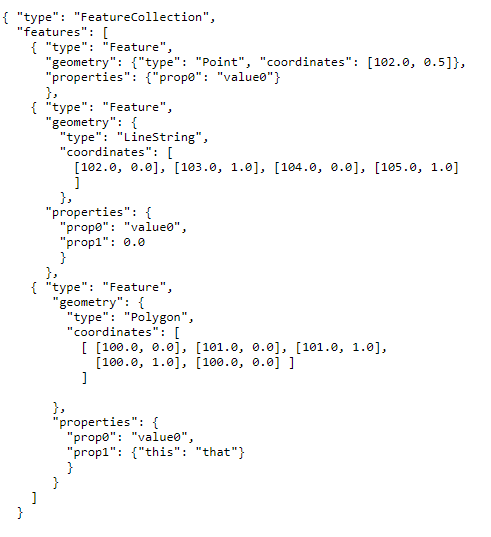 { "type": "FeatureCollection",
  "features": [
    { "type": "Feature",
      "geometry": {"type": "Point", "coordinates": [102.0, 0.5]},
      "properties": {"prop0": "value0"}
      },
    { "type": "Feature",
      "geometry": {
        "type": "LineString",
        "coordinates": [
          [102.0, 0.0], [103.0, 1.0], [104.0, 0.0], [105.0, 1.0]
          ]
        },
      "properties": {
        "prop0": "value0",
        "prop1": 0.0
        }
      },
    { "type": "Feature",
       "geometry": {
         "type": "Polygon",
         "coordinates": [
           [ [100.0, 0.0], [101.0, 0.0], [101.0, 1.0],
             [100.0, 1.0], [100.0, 0.0] ]
           ]

       },
       "properties": {
         "prop0": "value0",
         "prop1": {"this": "that"}
         }
       }
    ]
  }